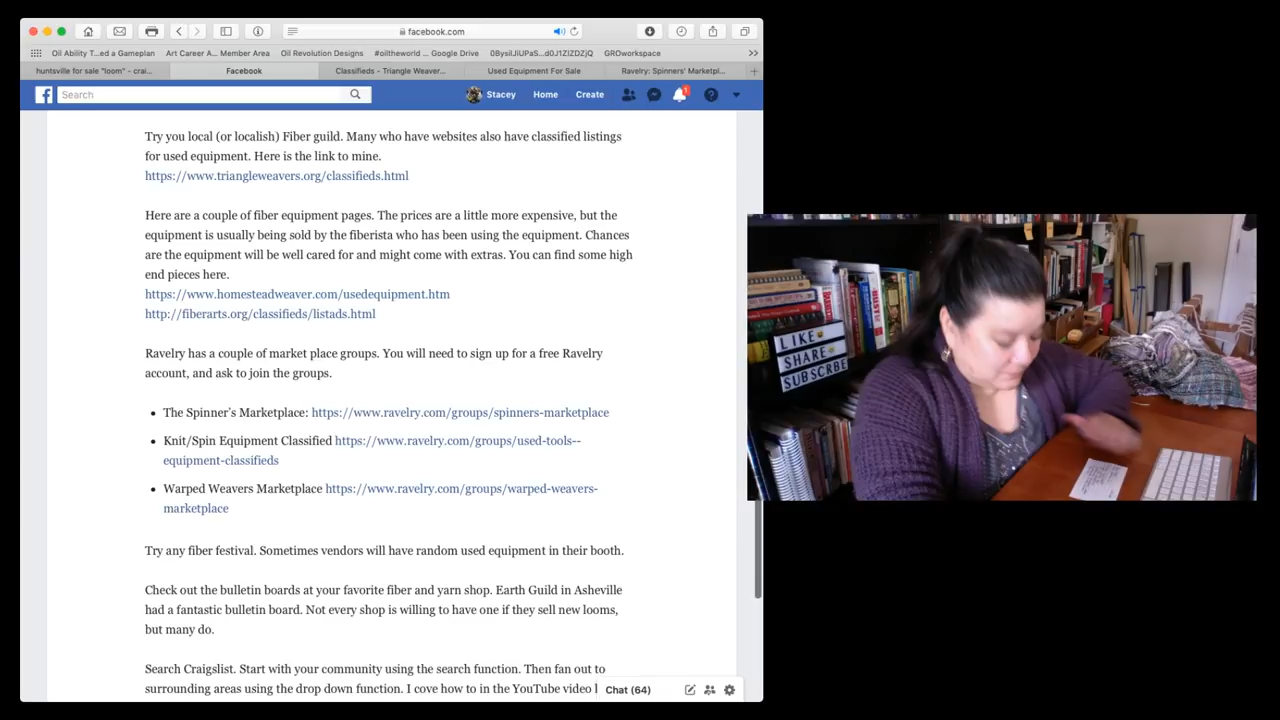 facebook.com
Oil Ability T...ed a Gameplan Art Career A... Member Area Oil Revolution Designs #oiltheworld ... Google Drive 0BysilJiUPaS...d0J1ZlZDZjQ GROworkspace
huntsville for sale "loom" - crai... Facebook Classifieds - Triangle Weaver... Used Equipment For Sale Ravelry: Spinners' Marketpl...
Search Stacey Home Create 1
Try you local (or localish) Fiber guild. Many who have websites also have classified listings
for used equipment. Here is the link to mine.
https://www.triangleweavers.org/classifieds.html
Here are a couple of fiber equipment pages. The prices are a little more expensive, but the
equipment is usually being sold by the fiberista who has been using the equipment. Chances
are the equipment will be well cared for and might come with extras. You can find some high
end pieces here.
https://www.homesteadweaver.com/usedequipment.htm
http://fiberarts.org/classifieds/listads.html
Ravelry has a couple of market place groups. You will need to sign up for a free Ravelry
account, and ask to join the groups.
• The Spinner's Marketplace: https://www.ravelry.com/groups/spinners-marketplace
• Knit/Spin Equipment Classified https://www.ravelry.com/groups/used-tools--
equipment-classifieds
• Warped Weavers Marketplace https://www.ravelry.com/groups/warped-weavers-
marketplace
Try any fiber festival. Sometimes vendors will have random used equipment in their booth.
Check out the bulletin boards at your favorite fiber and yarn shop. Earth Guild in Asheville
had a fantastic bulletin board. Not every shop is willing to have one if they sell new looms,
but many do.
Search Craigslist. Start with your community using the search function. Then fan out to
surrounding areas using the drop down function. I cove how to in the YouTube video
Chat (64)
LIKE
SHARE
SUBSCRBE